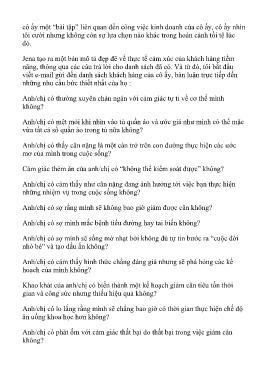 cô ấy một “bài tập” liên quan đến công việc kinh doanh của cô ấy, cô ấy nhìn
tôi cười nhưng không còn sự lựa chọn nào khác trong hoàn cảnh tồi tệ lúc
đó.
Jena tạo ra một bản mô tả đẹp đẽ về thực tế cảm xúc của khách hàng tiềm
năng, thông qua các câu trả lời cho danh sách đã có. Và từ đó, tôi bắt đầu
viết e-mail gửi đến danh sách khách hàng của cô ấy, bàn luận trực tiếp đến
những nhu cầu bức thiết nhất của họ :
Anh/chị có thường xuyên chán ngán với cảm giác tự ti về cơ thể mình
không?
Anh/chị có mệt mỏi khi nhìn vào tủ quần áo và ước giá như mình có thể mặc
vừa tất cả số quần áo trong tủ nữa không?
Anh/chị có thấy cân nặng là một cản trở trên con đường thực hiện các ước
mơ của mình trong cuộc sống?
Cảm giác thèm ăn của anh/chị có “không thể kiểm soát được” không?
Anh/chị có cảm thấy như cân nặng đang ảnh hưởng tới việc bạn thực hiện
những nhiệm vụ trong cuộc sống không?
Anh/chị có sợ rằng mình sẽ không bao giờ giảm được cân không?
Anh/chị có sợ mình mắc bệnh tiểu đường hay tai biến không?
Anh/chị có sợ mình sẽ sống mờ nhạt bởi không đủ tự tin bước ra “cuộc đời
nhỏ bé” và tạo dấu ấn không?
Anh/chị có cảm thấy hình thức chẳng đáng giá nhưng sẽ phá hỏng các kế
hoạch của mình không?
Khao khát của anh/chị có biến thành một kế hoạch giảm cân tiêu tốn thời
gian và công sức nhưng thiếu hiệu quả không?
Anh/chị có lo lắng rằng mình sẽ chẳng bao giờ có thời gian thực hiện chế độ
ăn uống khoa học hơn không?
Anh/chị có phát ốm với cảm giác thất bại do thất bại trong việc giảm cân
không?